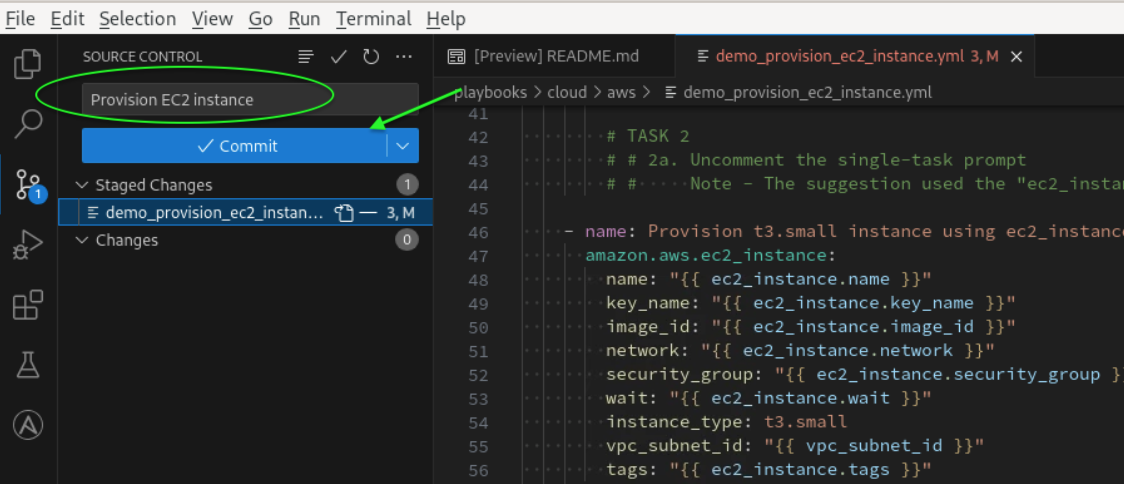 File Edit Selection View Go Run Terminal Help
SOURCE CONTROL
Provision EC2 instance
Commit
Staged Changes 1
demo_provision_ec2_instan... 3, M
Changes 0
1
[Preview] README.md
demo_provision_ec2_instance.yml 3, M
playbooks > cloud > aws > demo_provision_ec2_instance.yml
41
42 # TASK 2
43 # # 2a. Uncomment the single-task prompt
44 # # Note - The suggestion used the "ec2_instan
45
46 - name: Provision t3.small instance using ec2_instance
47 amazon.aws.ec2_instance:
48 name: "{{ ec2_instance.name }}"
49 key_name: "{{ ec2_instance.key_name }}"
50 image_id: "{{ ec2_instance.image_id }}"
51 network: "{{ ec2_instance.network }}"
52 security_group: "{{ ec2_instance.security_group }
53 wait: "{{ ec2_instance.wait }}"
54 instance_type: t3.small
55 vpc_subnet_id: "{{ vpc_subnet_id }}"
56 tags: "{{ ec2_instance.tags }}"